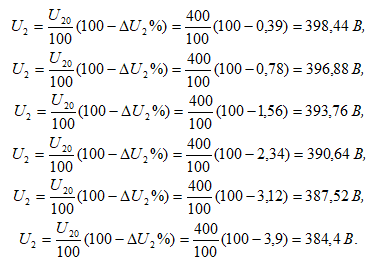 U₂ = U₂₀/100 (100 − ΔU₂%) = 400/100 (100 − 0,39) = 398,44 В,
U₂ = U₂₀/100 (100 − ΔU₂%) = 400/100 (100 − 0,78) = 396,88 В,
U₂ = U₂₀/100 (100 − ΔU₂%) = 400/100 (100 − 1,56) = 393,76 В,
U₂ = U₂₀/100 (100 − ΔU₂%) = 400/100 (100 − 2,34) = 390,64 В,
U₂ = U₂₀/100 (100 − ΔU₂%) = 400/100 (100 − 3,12) = 387,52 В,
U₂ = U₂₀/100 (100 − ΔU₂%) = 400/100 (100 − 3,9) = 384,4 В.